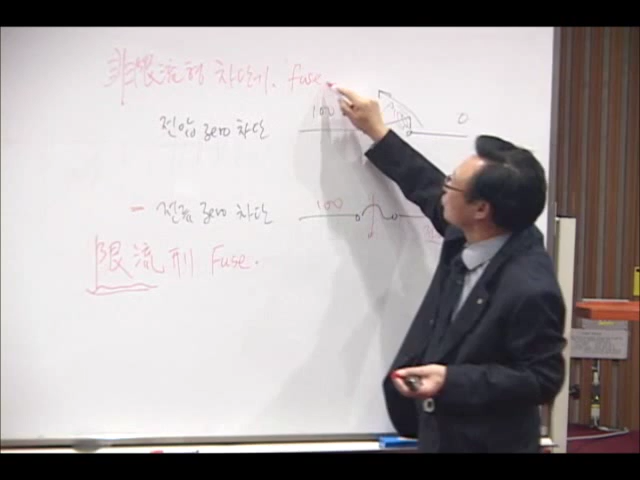 非限流형 차단기. fuse.
100 0
전압 zero 차단
100
- 전류 zero 차단
限流 刑 Fuse.